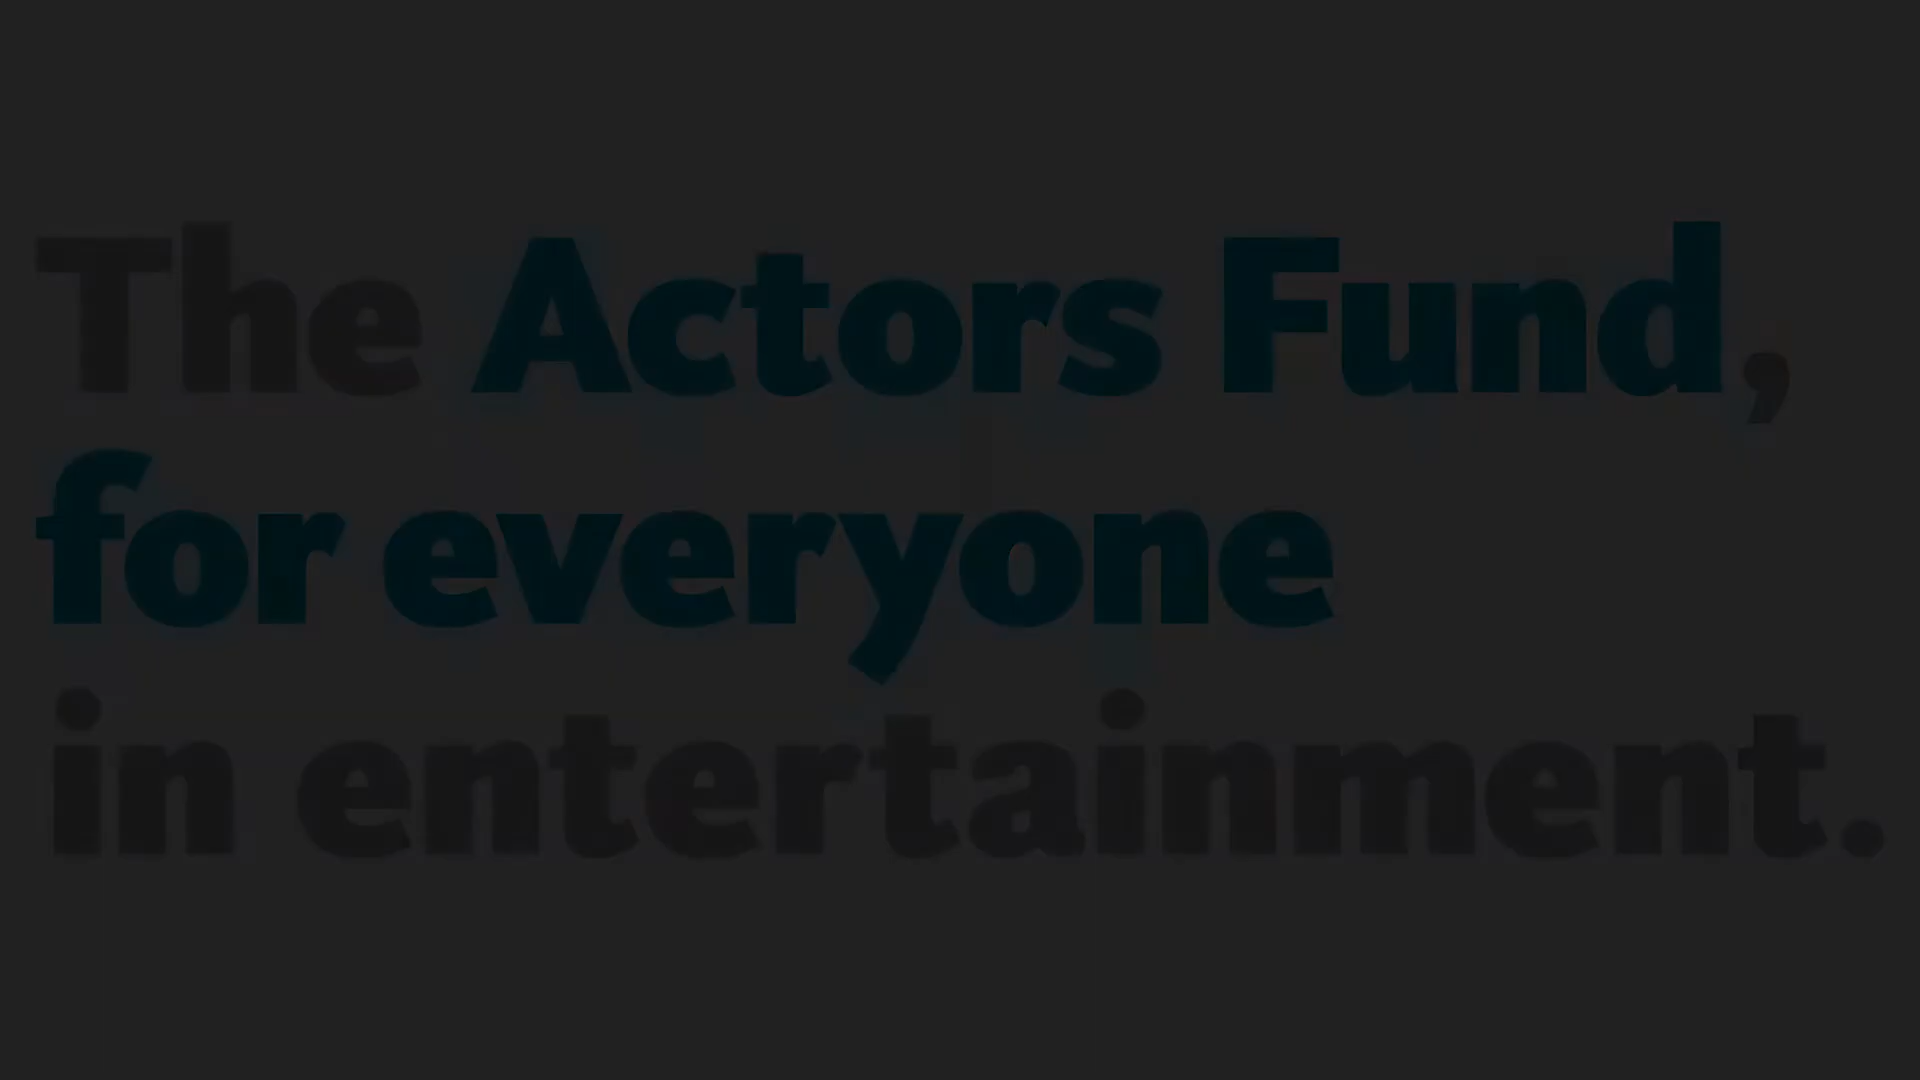 The Actors Fund,
for everyone
in entertainment.